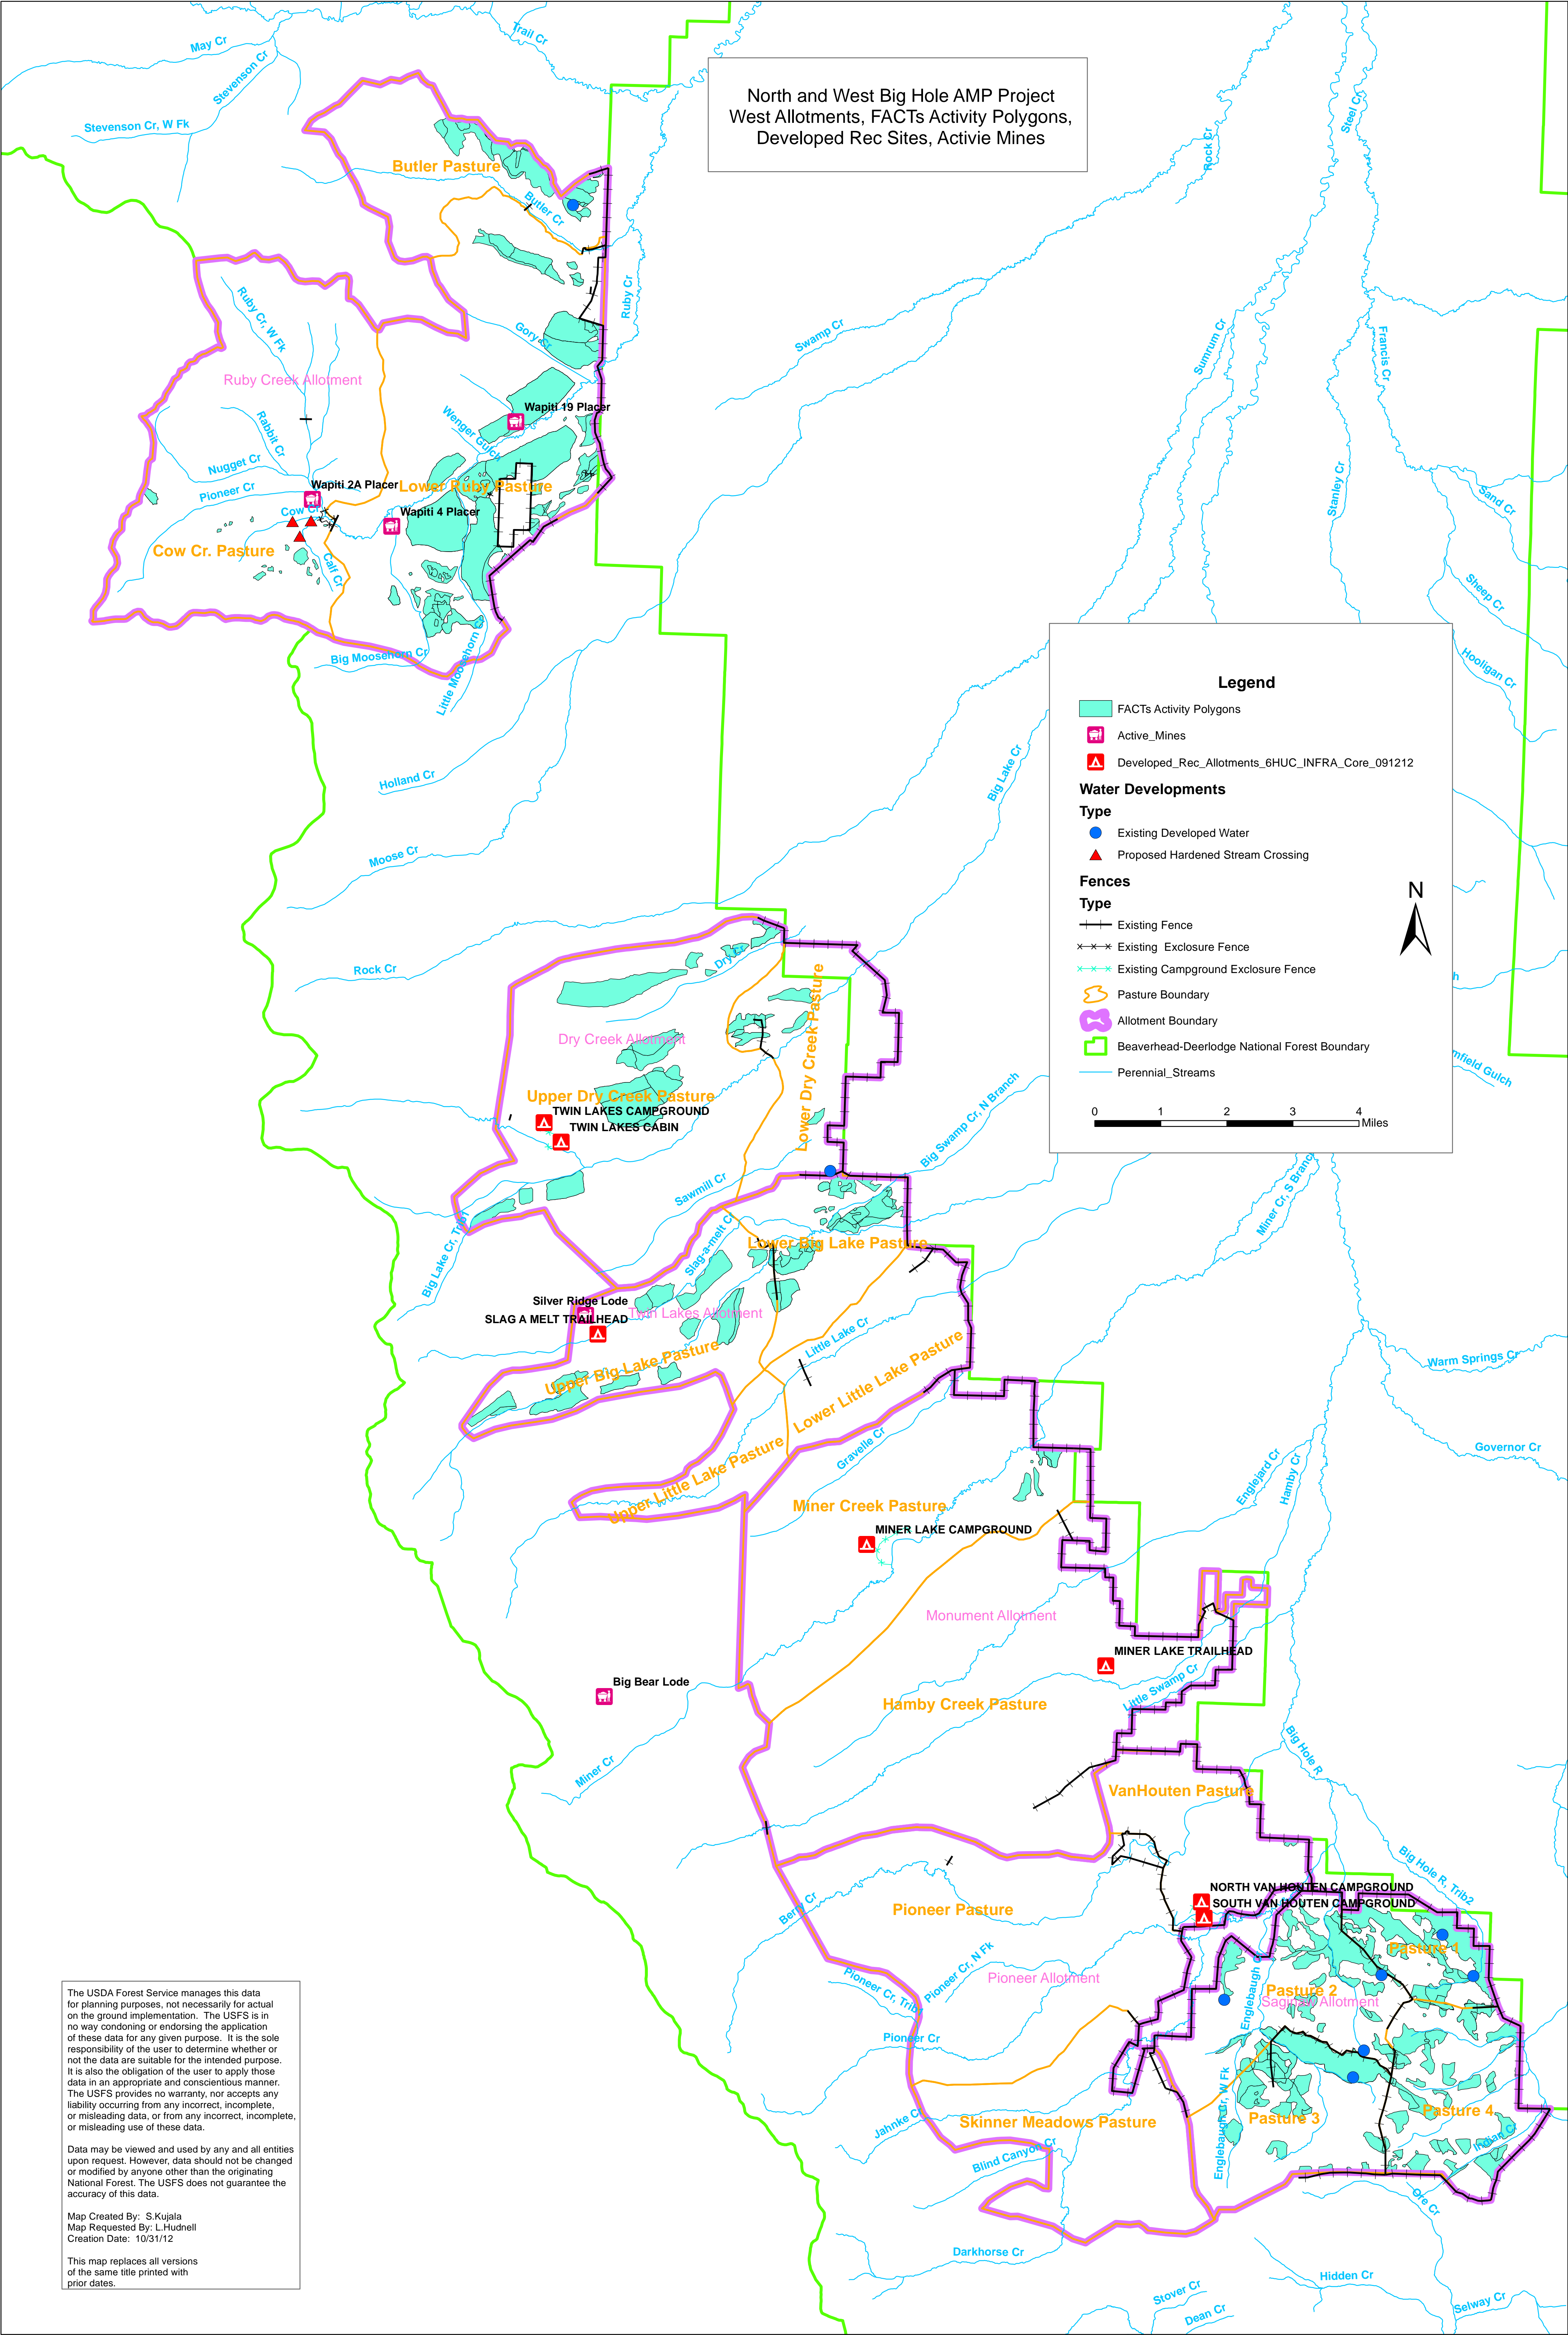 North and West Big Hole AMP Project
West Allotments, FACTs Activity Polygons,
Developed Rec Sites, Activie Mines
May Cr
Trail Cr
Stevenson Cr
Stevenson Cr, W Fk
Butler Pasture
Butler Cr
Rock Cr
Steel Cr
Ruby Cr
Ruby Cr, W Fk
Gory Cr
Swamp Cr
Sumrum Cr
Francis Cr
Ruby Creek Allotment
Wapiti 19 Placer
Rabbit Cr
Wenger Gulch
Nugget Cr
Pioneer Cr
Wapiti 2A Placer
Lower Ruby Pasture
Stanley Cr
Sand Cr
Cow Cr
Wapiti 4 Placer
Cow Cr. Pasture
Calf Cr
Sheep Cr
Big Moosehorn Cr
Little Moosehorn Cr
Hooligan Cr
Legend
FACTs Activity Polygons
Active_Mines
Developed_Rec_Allotments_6HUC_INFRA_Core_091212
Water Developments
Type
Existing Developed Water
Proposed Hardened Stream Crossing
Fences
Type
Existing Fence
Existing Exclosure Fence
Existing Campground Exclosure Fence
Pasture Boundary
Allotment Boundary
Beaverhead-Deerlodge National Forest Boundary
Perennial_Streams
0 1 2 3 4
Miles
N
Holland Cr
Big Lake Cr
Moose Cr
Rock Cr
Dry Cr
Dry Creek Allotment
Lower Dry Creek Pasture
Upper Dry Creek Pasture
TWIN LAKES CAMPGROUND
TWIN LAKES CABIN
Big Swamp Cr, N Branch
Miner Cr, S Branch
Sawmill Cr
Big Lake Cr, Trib1
Slag-a-melt Cr
Lower Big Lake Pasture
Silver Ridge Lode
SLAG A MELT TRAILHEAD
Twin Lakes Allotment
Little Lake Cr
Upper Big Lake Pasture
Lower Little Lake Pasture
Warm Springs Cr
Gravelle Cr
Governor Cr
Upper Little Lake Pasture
Englejard Cr
Hamby Cr
Miner Creek Pasture
MINER LAKE CAMPGROUND
Monument Allotment
MINER LAKE TRAILHEAD
Big Bear Lode
Little Swamp Cr
Hamby Creek Pasture
Big Hole R
Miner Cr
VanHouten Pasture
Big Hole R, Trib2
NORTH VAN HOUTEN CAMPGROUND
SOUTH VAN HOUTEN CAMPGROUND
Berry Cr
Pioneer Pasture
Pasture 1
Pioneer Cr, N Fk
Pioneer Allotment
Pioneer Cr, Trib1
Englebaugh Cr
Pasture 2
Saginaw Allotment
Pioneer Cr
Jahnke Cr
Skinner Meadows Pasture
Englebaugh Cr, W Fk
Pasture 3
Pasture 4
Indian Cr
Blind Canyon Cr
Ore Cr
Darkhorse Cr
Hidden Cr
Stover Cr
Dean Cr
Selway Cr
The USDA Forest Service manages this data
for planning purposes, not necessarily for actual
on the ground implementation. The USFS is in
no way condoning or endorsing the application
of these data for any given purpose. It is the sole
responsibility of the user to determine whether or
not the data are suitable for the intended purpose.
It is also the obligation of the user to apply those
data in an appropriate and conscientious manner.
The USFS provides no warranty, nor accepts any
liability occurring from any incorrect, incomplete,
or misleading data, or from any incorrect, incomplete,
or misleading use of these data.
Data may be viewed and used by any and all entities
upon request. However, data should not be changed
or modified by anyone other than the originating
National Forest. The USFS does not guarantee the
accuracy of this data.
Map Created By: S.Kujala
Map Requested By: L.Hudnell
Creation Date: 10/31/12
This map replaces all versions
of the same title printed with
prior dates.